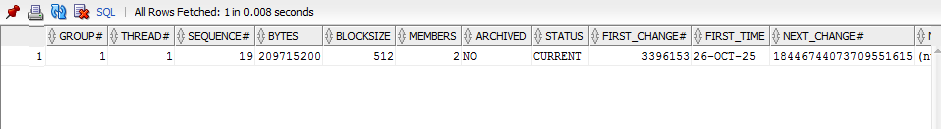 SQL | All Rows Fetched: 1 in 0.008 seconds
GROUP# THREAD# SEQUENCE# BYTES BLOCKSIZE MEMBERS ARCHIVED STATUS FIRST_CHANGE# FIRST_TIME NEXT_CHANGE#
1 1 1 19 209715200 512 2 NO CURRENT 3396153 26-OCT-25 18446744073709551615